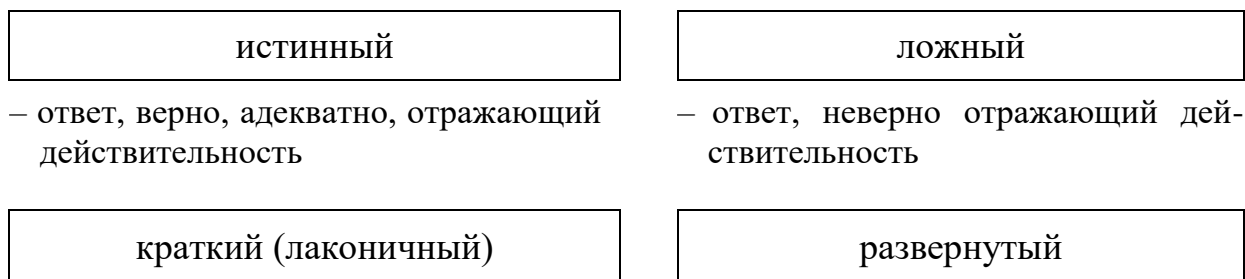 истинный
ложный
– ответ, верно, адекватно, отражающий
действительность
– ответ, неверно отражающий дей-
ствительность
краткий (лаконичный)
развернутый